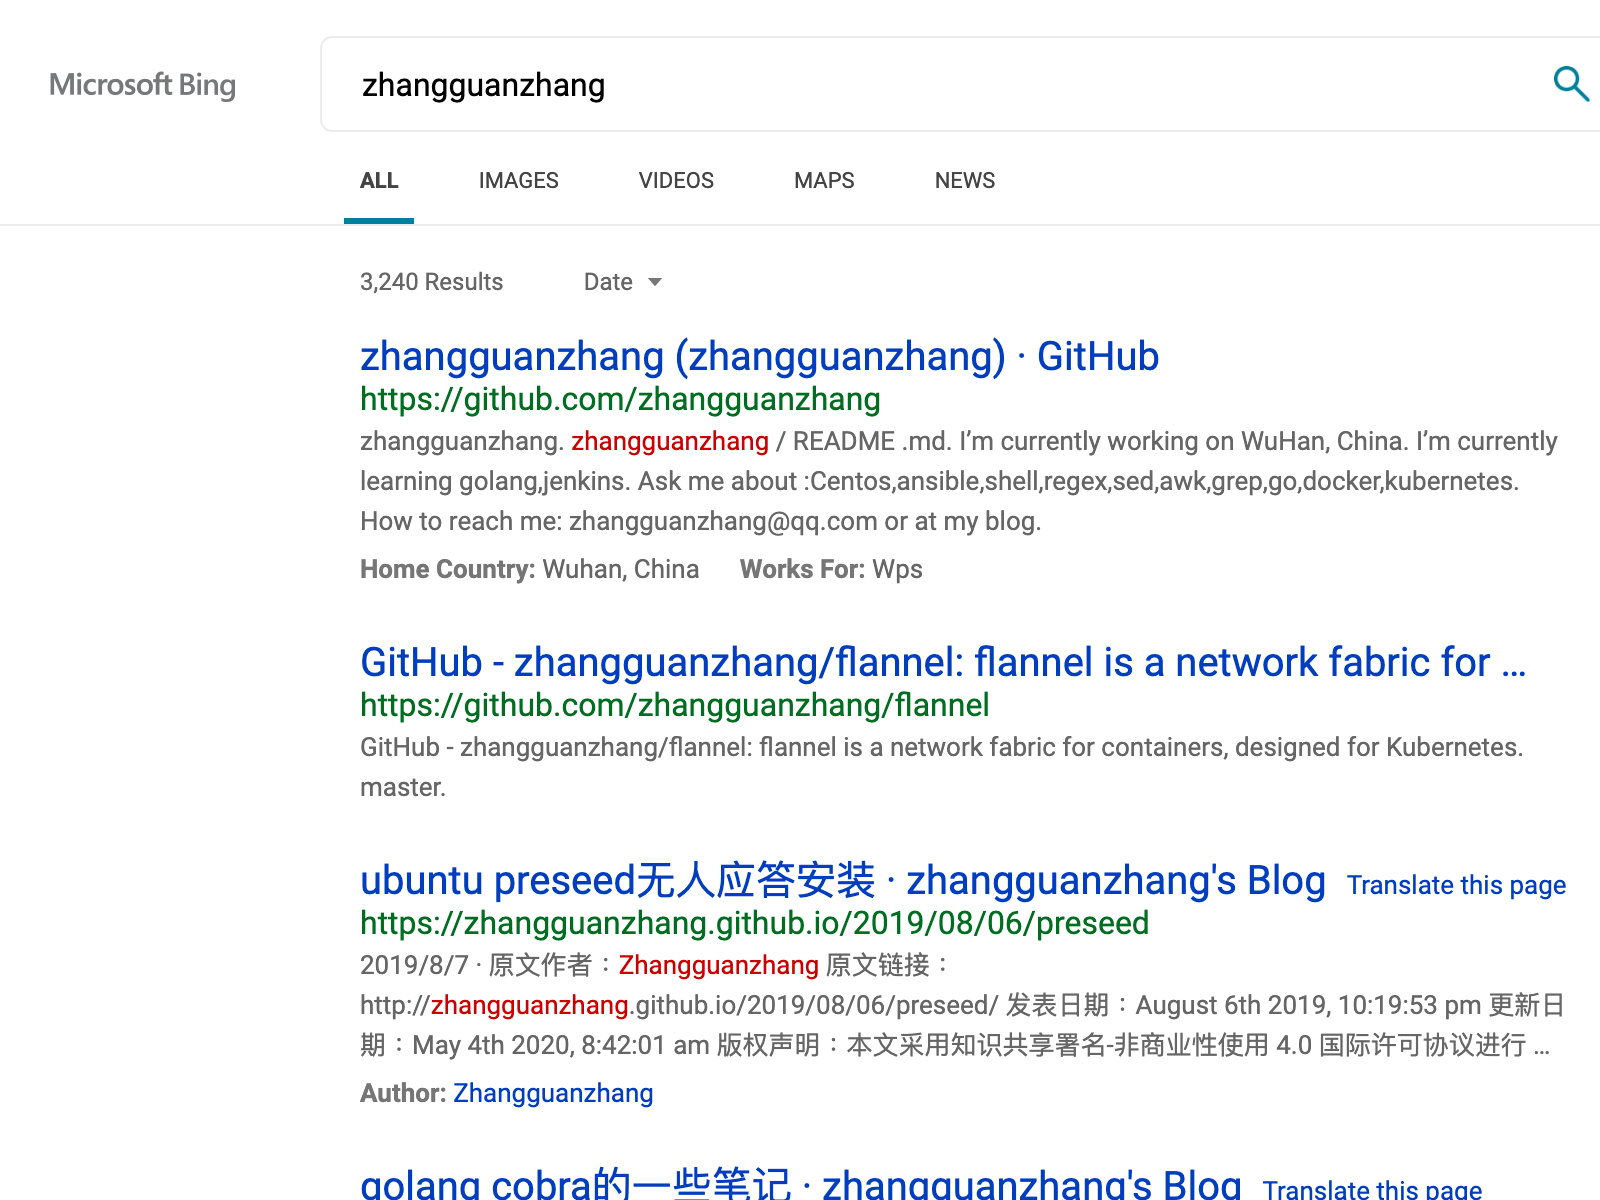 Microsoft Bing
zhangguanzhang
ALL IMAGES VIDEOS MAPS NEWS
3,240 Results Date
zhangguanzhang (zhangguanzhang) · GitHub
https://github.com/zhangguanzhang
zhangguanzhang. zhangguanzhang / README .md. I’m currently working on WuHan, China. I’m currently
learning golang,jenkins. Ask me about :Centos,ansible,shell,regex,sed,awk,grep,go,docker,kubernetes.
How to reach me: zhangguanzhang@qq.com or at my blog.
Home Country: Wuhan, China Works For: Wps
GitHub - zhangguanzhang/flannel: flannel is a network fabric for ...
https://github.com/zhangguanzhang/flannel
GitHub - zhangguanzhang/flannel: flannel is a network fabric for containers, designed for Kubernetes.
master.
ubuntu preseed无人应答安装 · zhangguanzhang's Blog Translate this page
https://zhangguanzhang.github.io/2019/08/06/preseed
2019/8/7 · 原文作者：Zhangguanzhang 原文链接：
http://zhangguanzhang.github.io/2019/08/06/preseed/ 发表日期：August 6th 2019, 10:19:53 pm 更新日
期：May 4th 2020, 8:42:01 am 版权声明：本文采用知识共享署名-非商业性使用 4.0 国际许可协议进行 ...
Author: Zhangguanzhang
golang cobra的一些笔记 · zhangguanzhang's Blog Translate this page